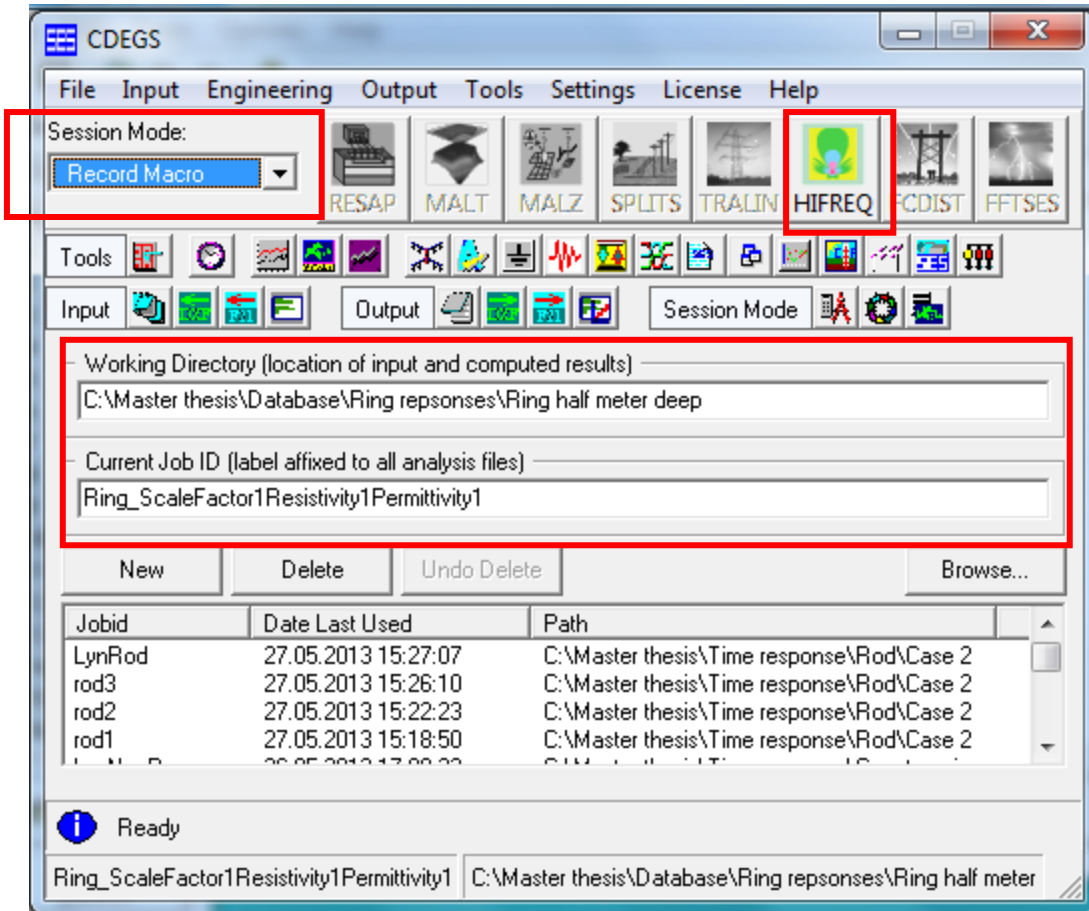 CDEGS
File Input Engineering Output Tools Settings License Help
Session Mode:
Record Macro
RESAP MALT MALZ SPLITS TRALIN HIFREQ FCDIST FFTSES
Tools
Input Output Session Mode
Working Directory (location of input and computed results)
C:\Master thesis\Database\Ring repsonses\Ring half meter deep
Current Job ID (label affixed to all analysis files)
Ring_ScaleFactor1Resistivity1Permittivity1
New Delete Undo Delete Browse...
Jobid Date Last Used Path
LynRod 27.05.2013 15:27:07 C:\Master thesis\Time response\Rod\Case 2
rod3 27.05.2013 15:26:10 C:\Master thesis\Time response\Rod\Case 2
rod2 27.05.2013 15:22:23 C:\Master thesis\Time response\Rod\Case 2
rod1 27.05.2013 15:18:50 C:\Master thesis\Time response\Rod\Case 2
Ready
Ring_ScaleFactor1Resistivity1Permittivity1 C:\Master thesis\Database\Ring repsonses\Ring half meter